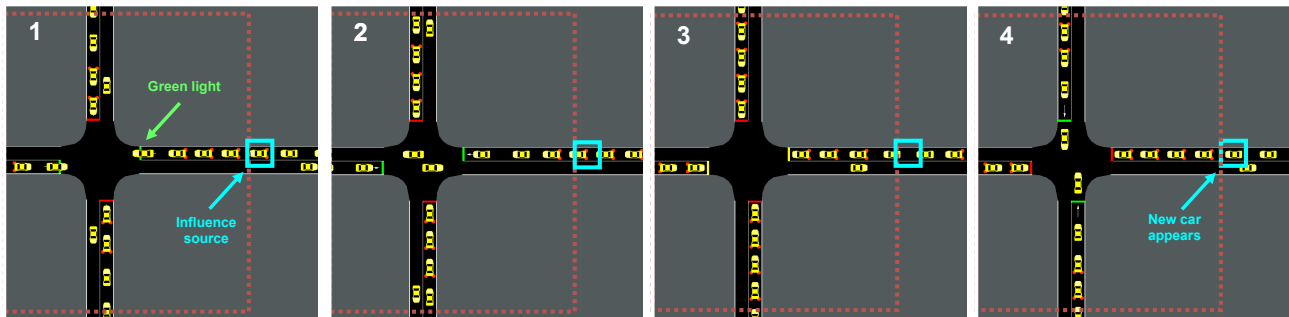 1
2
3
4
Green light
Influence
source
New car
appears